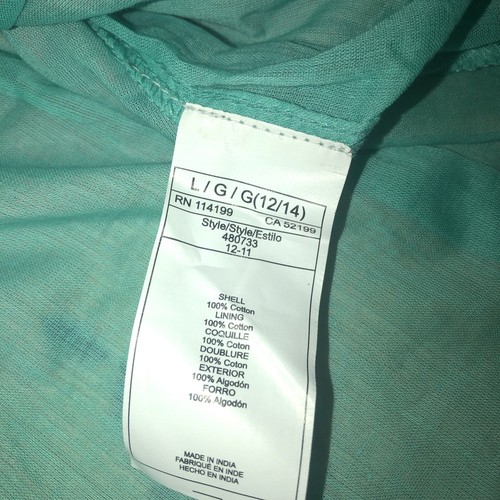 L / G / G(12/14)
RN 114199 CA 52199
Style/Style/Estilo
480733
12-11
SHELL
100% Cotton
LINING
100% Cotton
COQUILLE
100% Coton
DOUBLURE
100% Coton
EXTERIOR
100% Algodón
FORRO
100% Algodón
MADE IN INDIA
FABRIQUÉ EN INDE
HECHO EN INDIA